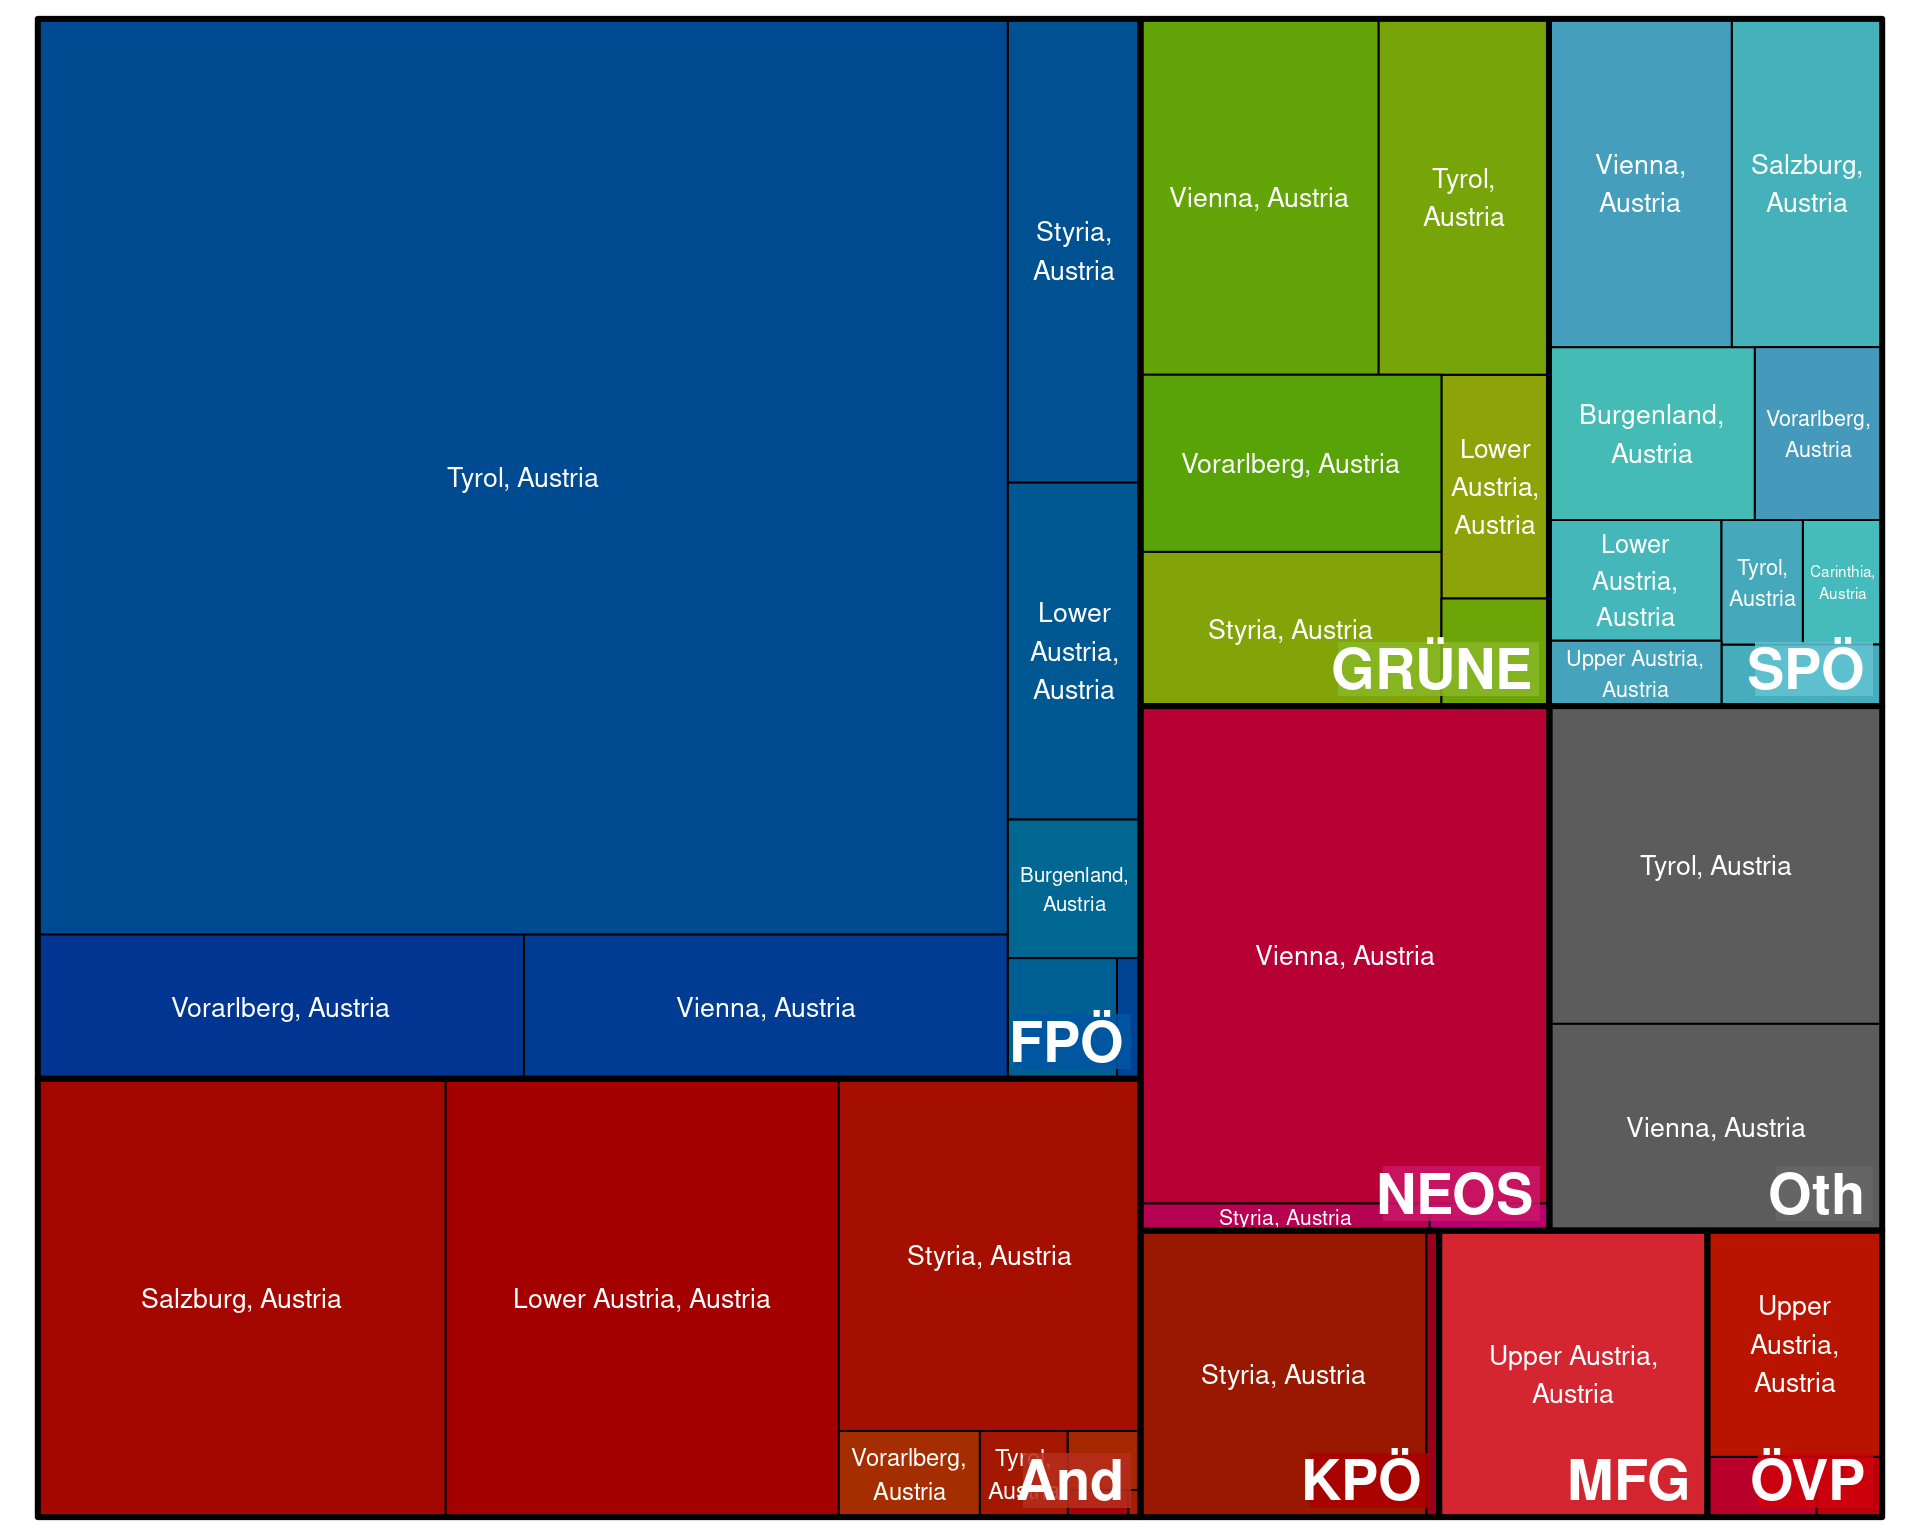 Tyrol, Austria
Styria,
Austria
Lower
Austria,
Austria
Burgenland,
Austria
Vorarlberg, Austria
Vienna, Austria
FPÖ
Salzburg, Austria
Lower Austria, Austria
Styria, Austria
Vorarlberg,
Austria
Tyrol,
Austria
And
Vienna, Austria
Tyrol,
Austria
Vorarlberg, Austria
Lower
Austria,
Austria
Styria, Austria
GRÜNE
Vienna,
Austria
Salzburg,
Austria
Burgenland,
Austria
Vorarlberg,
Austria
Lower
Austria,
Austria
Tyrol,
Austria
Carinthia,
Austria
Upper Austria,
Austria
SPÖ
Vienna, Austria
Styria, Austria
NEOS
Tyrol, Austria
Vienna, Austria
Oth
Styria, Austria
KPÖ
Upper Austria,
Austria
MFG
Upper
Austria,
Austria
ÖVP